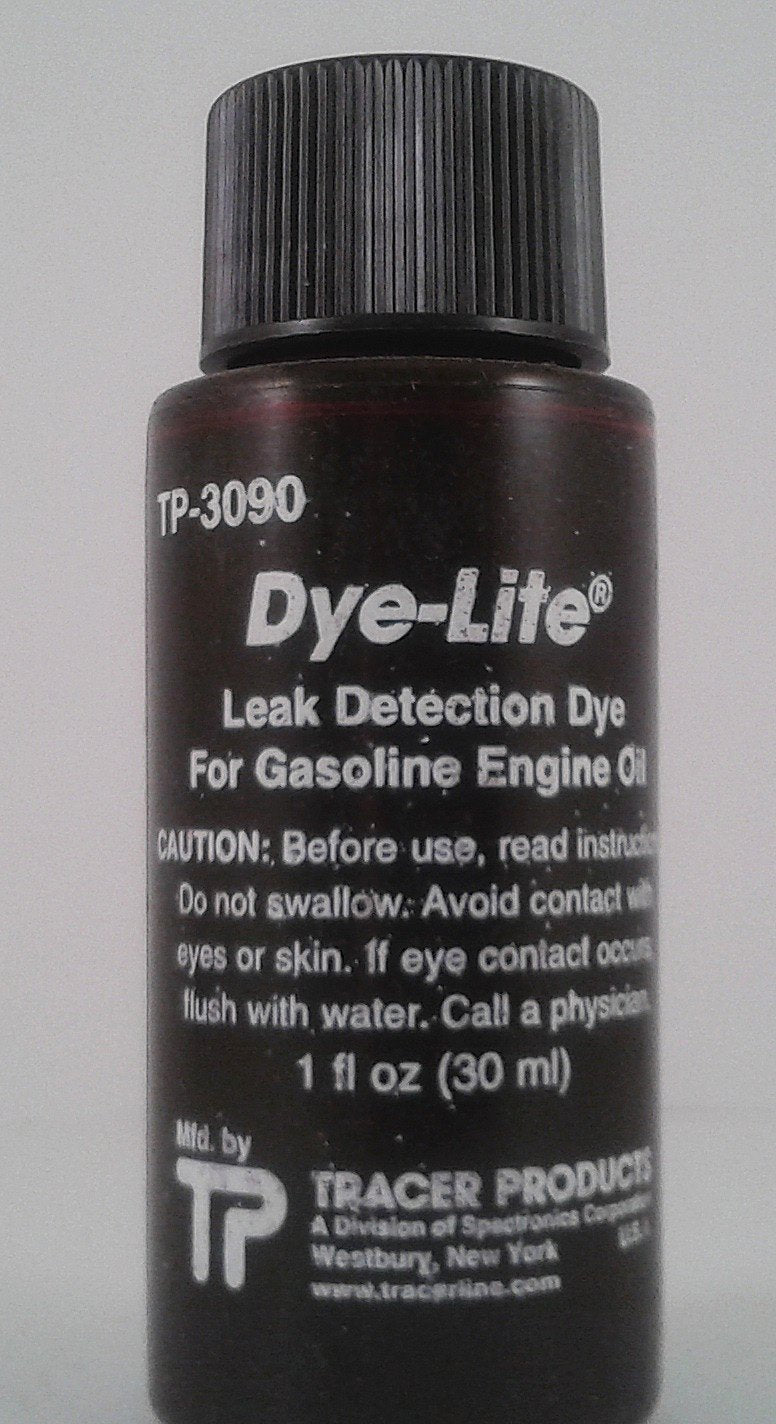 TP-3090
Dye-Lite®
Leak Detection Dye
For Gasoline Engine Oil
CAUTION: Before use, read
Do not swallow. Avoid contact with
eyes or skin. If eye contact occurs
flush with water. Call a physician.
1 fl oz (30 ml)
Mfd. by
TP
TRACER PRODUCTS
A Division of Spectronics Corporation
U.S.A
Westbury, New York
www.tracerline.com